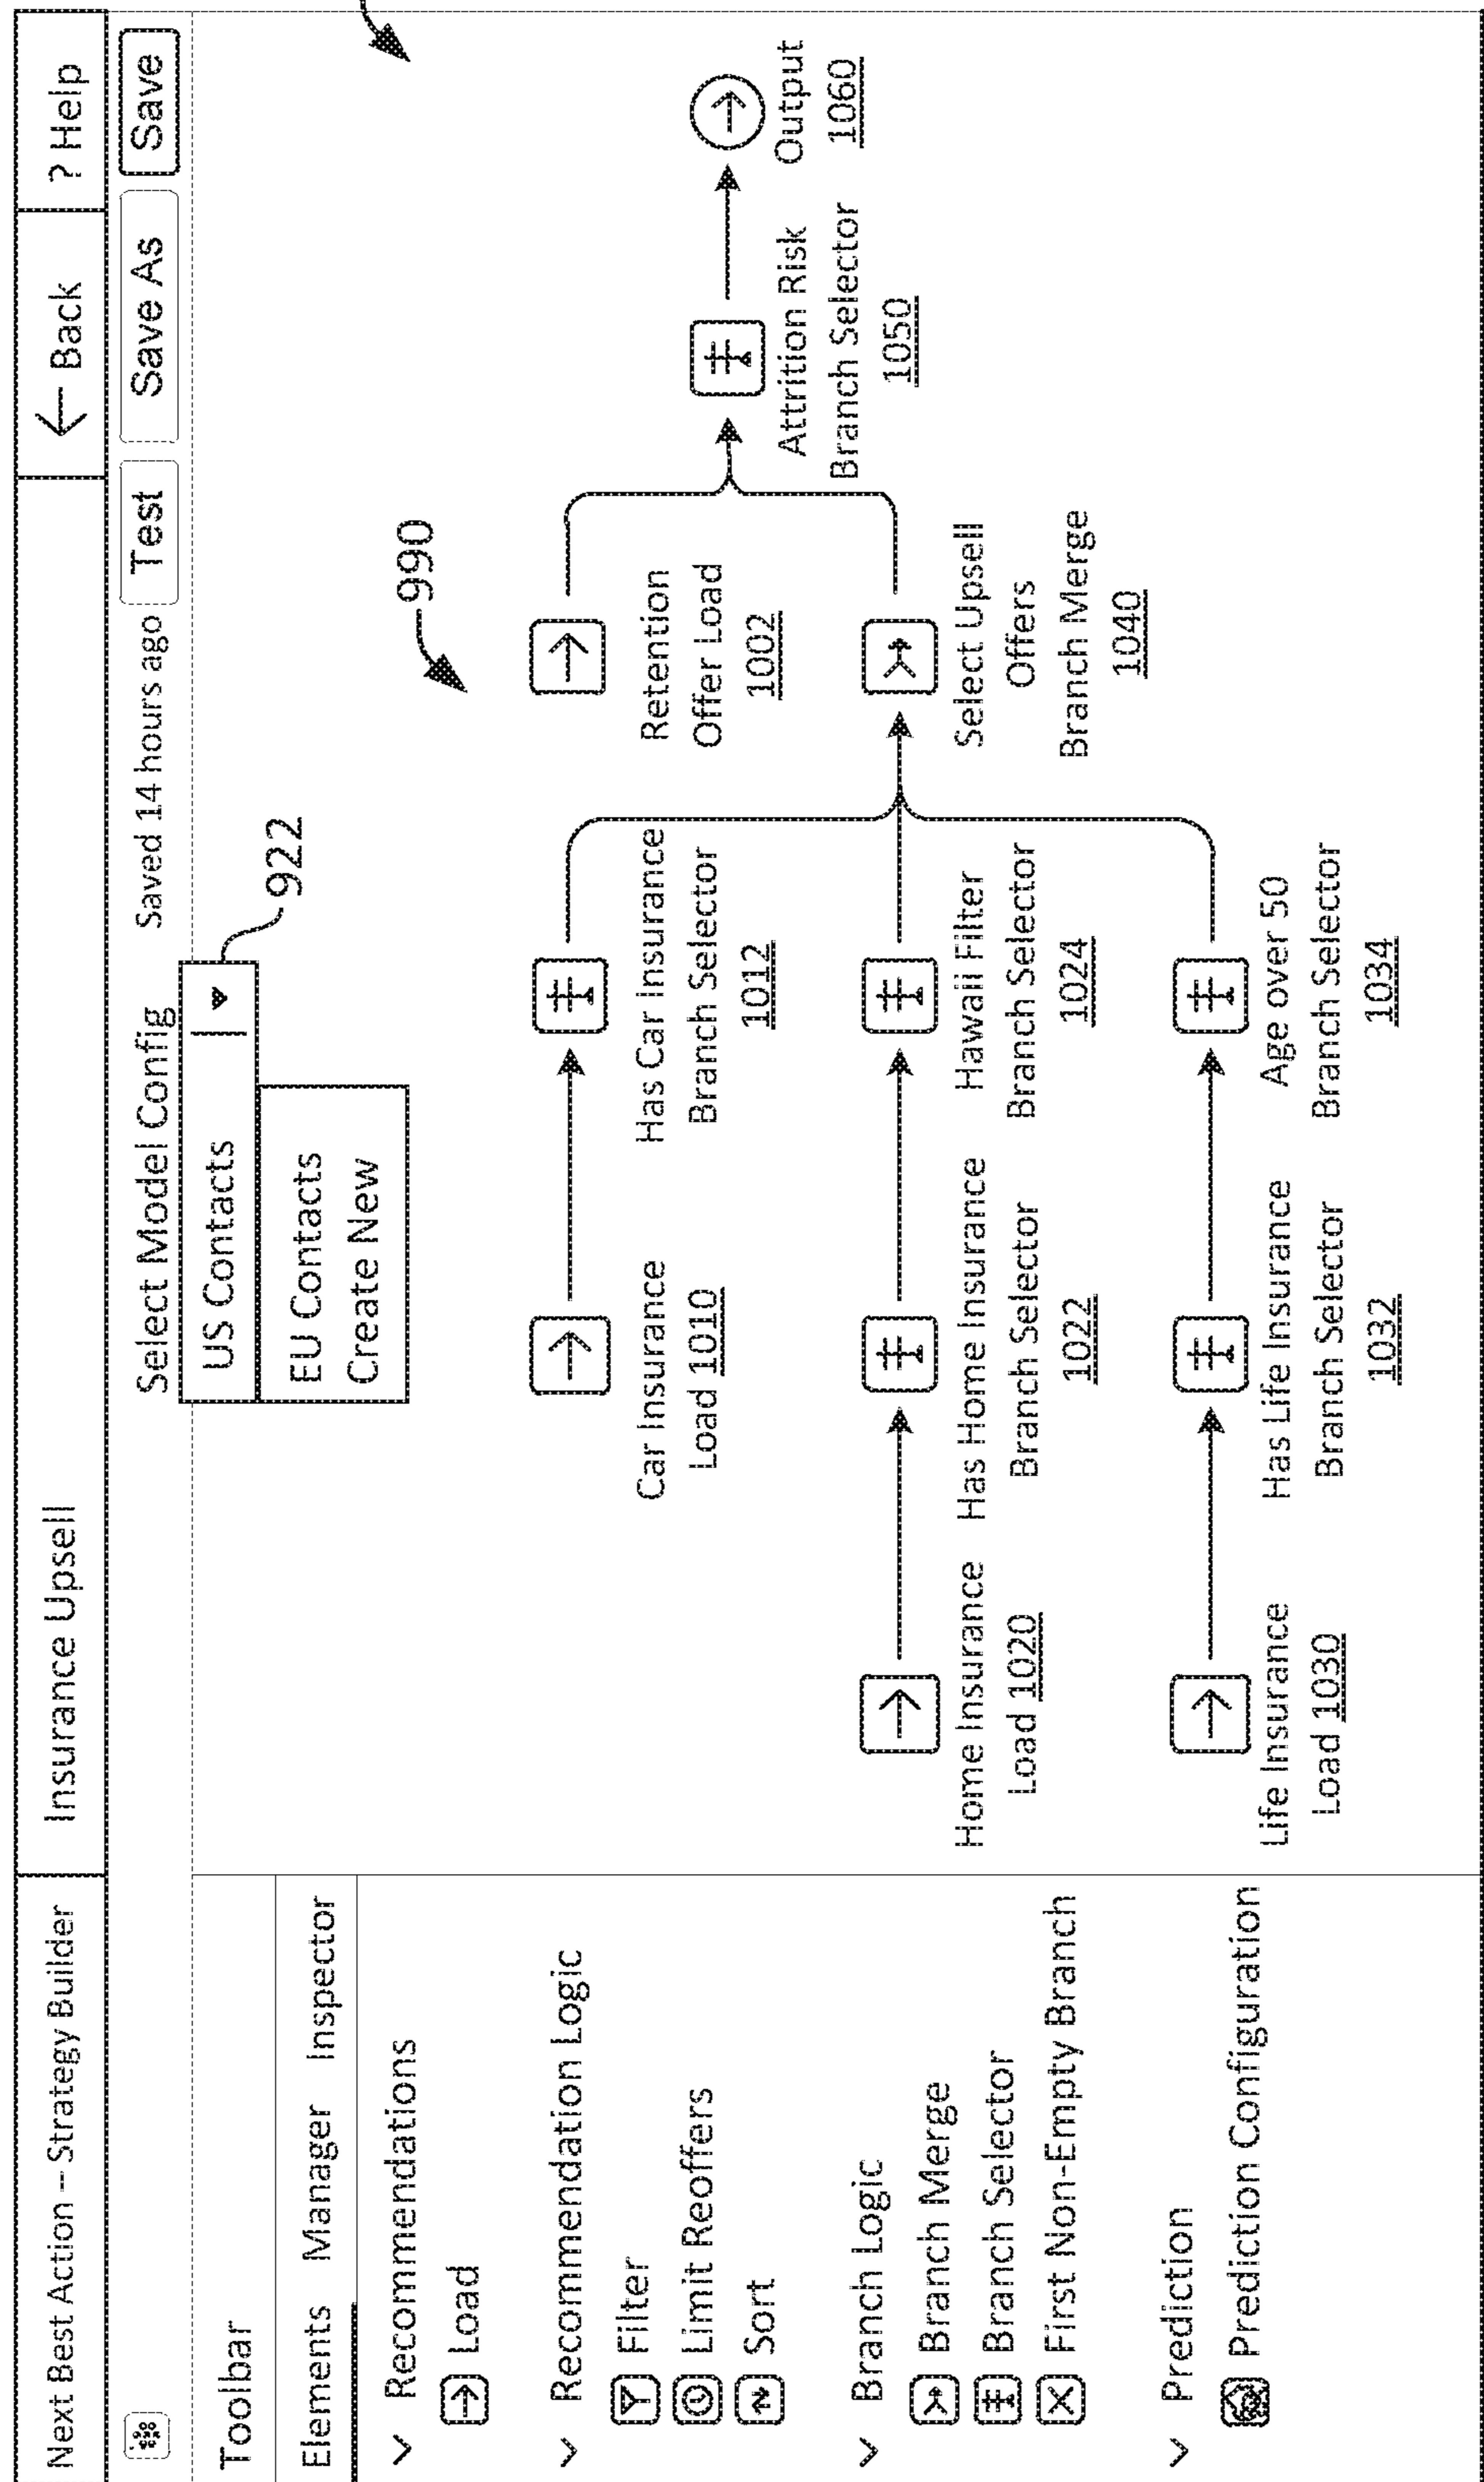 Next Best Action – Strategy Builder
Insurance Upsell
← Back
? Help
Select Model Config
Saved 14 hours ago
Test
Save As
Save
US Contacts
EU Contacts
Create New
922
990
Toolbar
Elements Manager Inspector
Recommendations
Load
Recommendation Logic
Filter
Limit Reoffers
Sort
Branch Logic
Branch Merge
Branch Selector
First Non-Empty Branch
Prediction
Prediction Configuration
Car Insurance
Load 1010
Has Car Insurance
Branch Selector
1012
Retention
Offer Load
1002
Attrition Risk
Branch Selector
1050
Output
1060
Home Insurance
Load 1020
Has Home Insurance
Branch Selector
1022
Hawaii Filter
Branch Selector
1024
Select Upsell
Offers
Branch Merge
1040
Life Insurance
Load 1030
Has Life Insurance
Branch Selector
1032
Age over 50
Branch Selector
1034